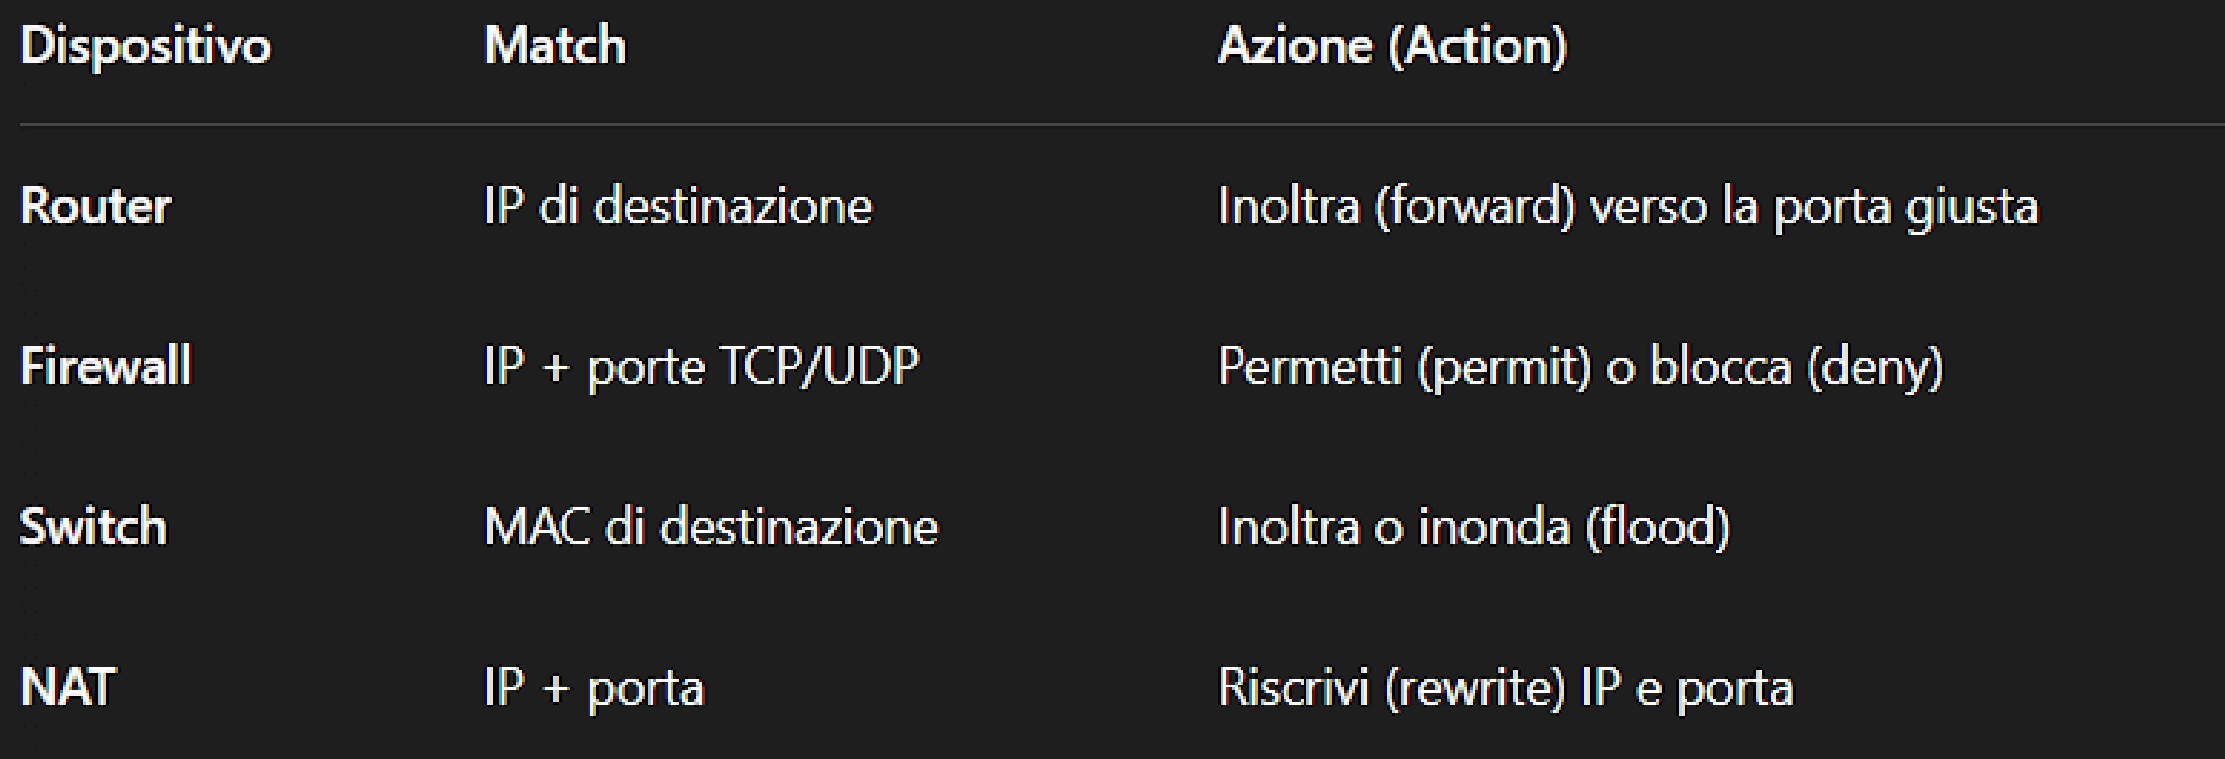 Dispositivo Match Azione (Action)
Router IP di destinazione Inoltra (forward) verso la porta giusta
Firewall IP + porte TCP/UDP Permetti (permit) o blocca (deny)
Switch MAC di destinazione Inoltra o inonda (flood)
NAT IP + porta Riscrivi (rewrite) IP e porta